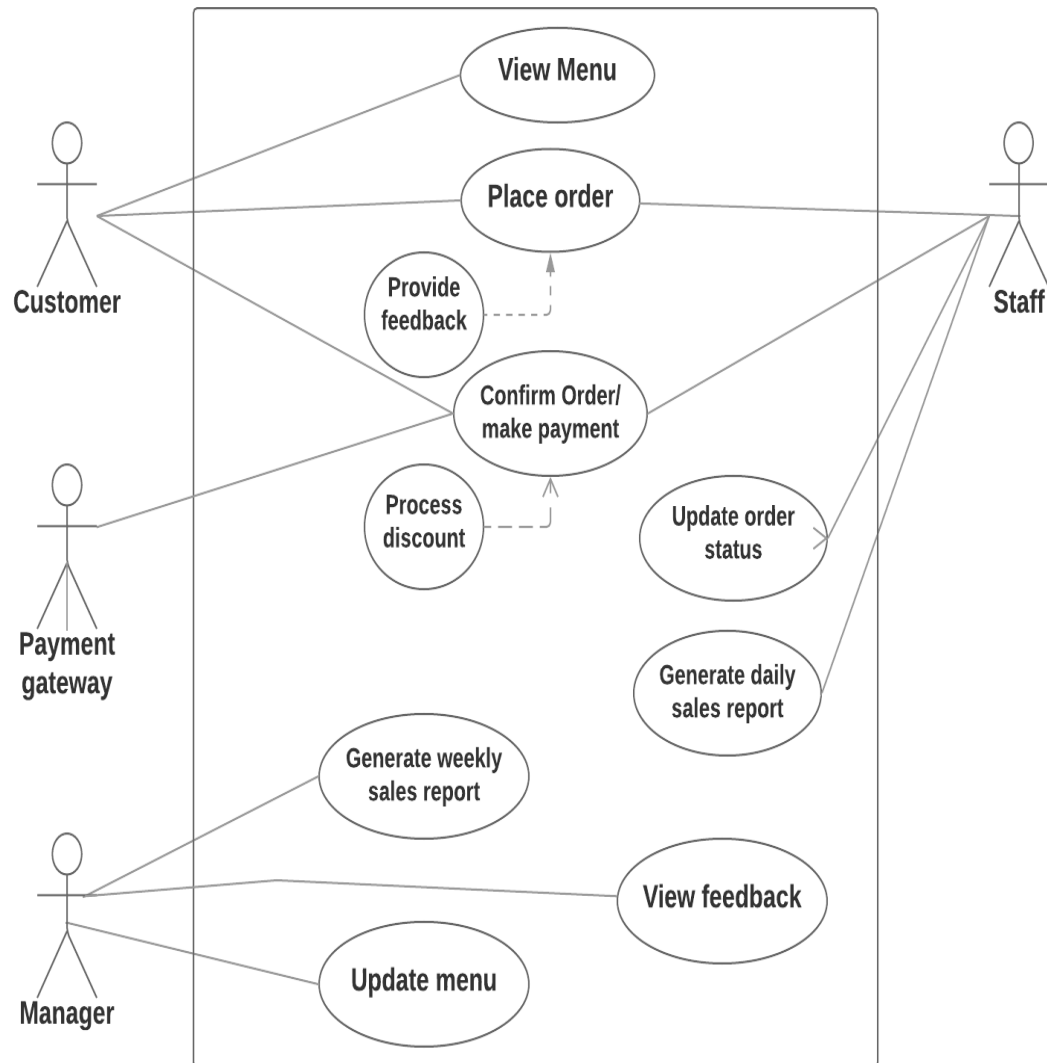 View Menu
Place order
Customer
Provide
feedback
Staff
Confirm Order/
make payment
Process
discount
Update order
status
Payment
gateway
Generate daily
sales report
Generate weekly
sales report
View feedback
Update menu
Manager